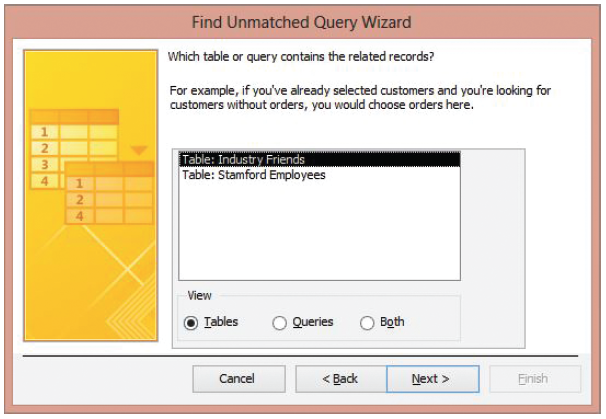 Find Unmatched Query Wizard
Which table or query contains the related records?
For example, if you've already selected customers and you're looking for
customers without orders, you would choose orders here.
1
2
3
4
1
2
4
Table: Industry Friends
Table: Stamford Employees
View
Tables
Queries
Both
Cancel
< Back
Next >
Finish